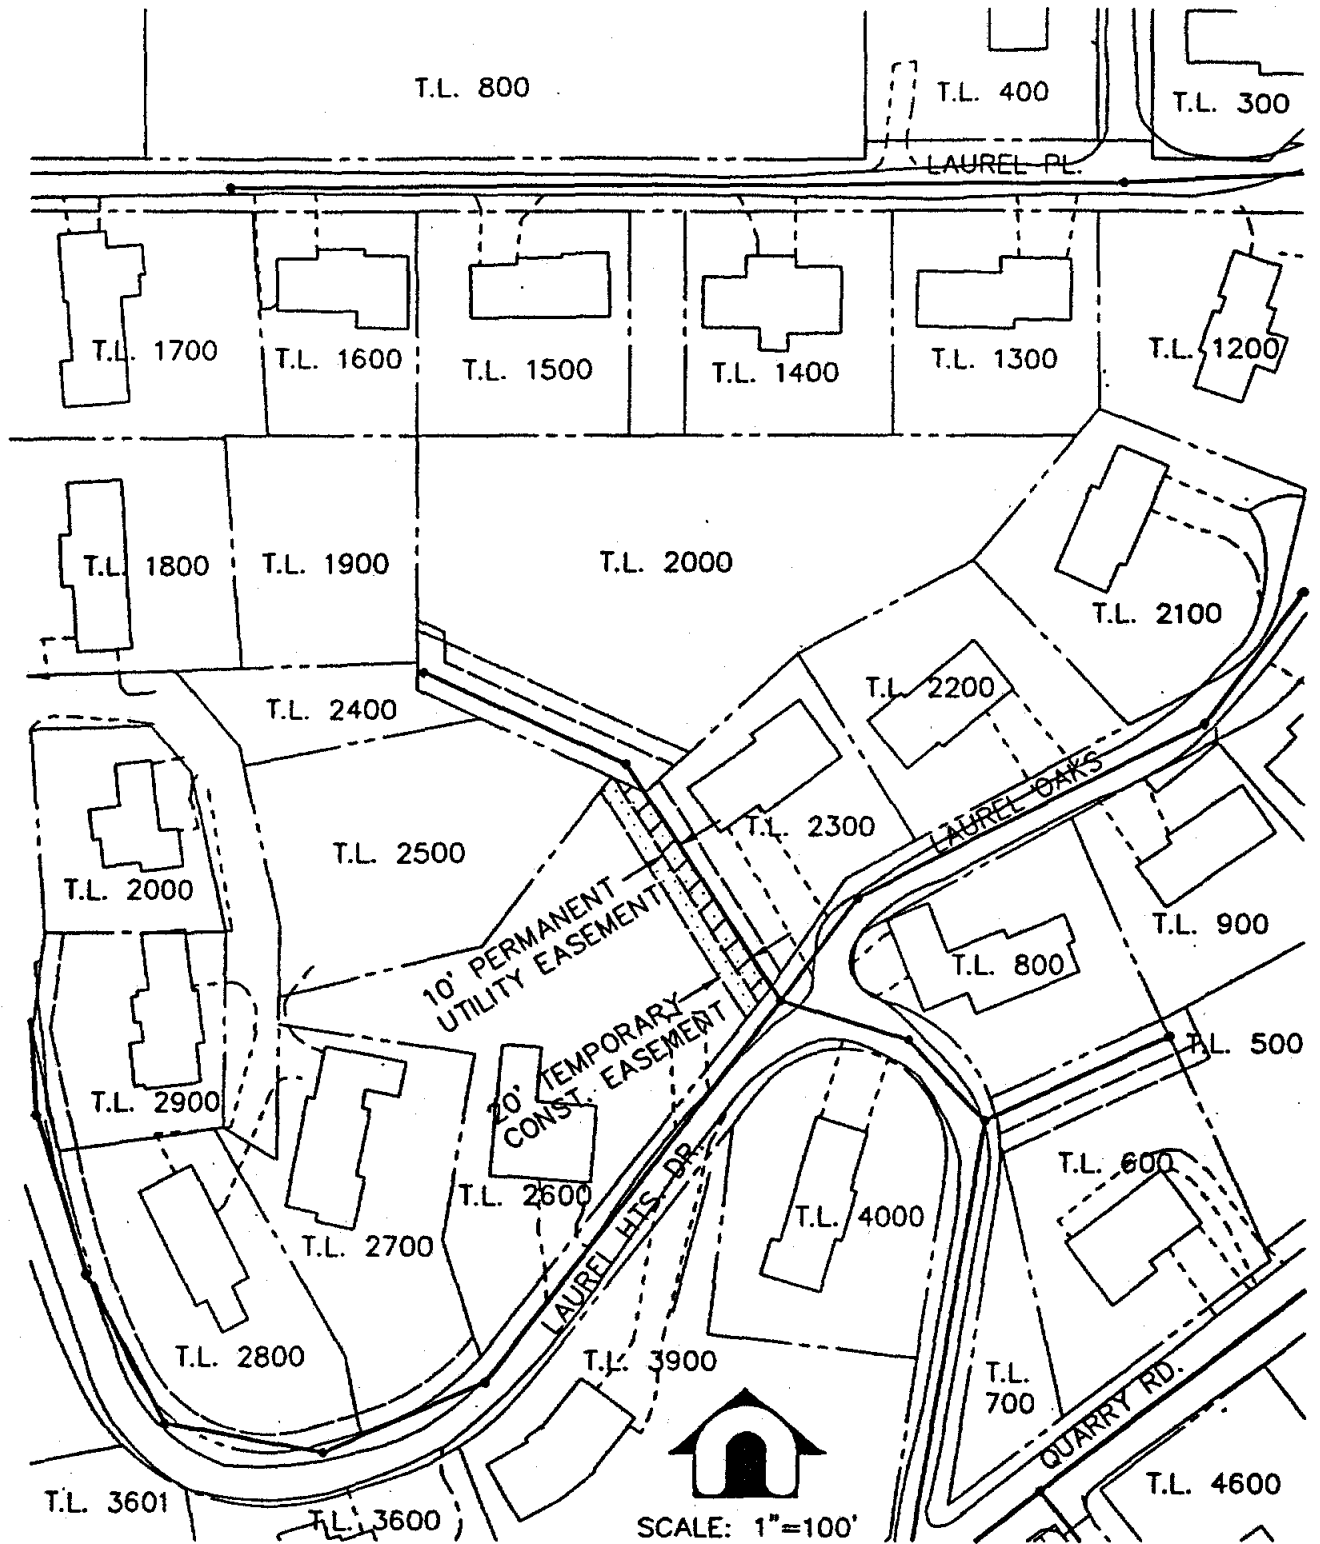 T.L. 800
T.L. 400
T.L. 300
LAUREL PL.
T.L. 1700
T.L. 1600
T.L. 1500
T.L. 1400
T.L. 1300
T.L. 1200
T.L. 1800
T.L. 1900
T.L. 2000
T.L. 2100
T.L. 2200
T.L. 2400
LAUREL OAKS
T.L. 2300
T.L. 2500
T.L. 2000
10' PERMANENT
UTILITY EASEMENT
T.L. 900
T.L. 800
20' TEMPORARY
CONST. EASEMENT
T.L. 500
T.L. 2900
T.L. 600
T.L. 2600
T.L. 4000
T.L. 2700
LAUREL HTS. DR.
T.L. 2800
T.L. 3900
T.L.
700
QUARRY RD.
T.L. 4600
T.L. 3601
T.L. 3600
SCALE: 1"=100'